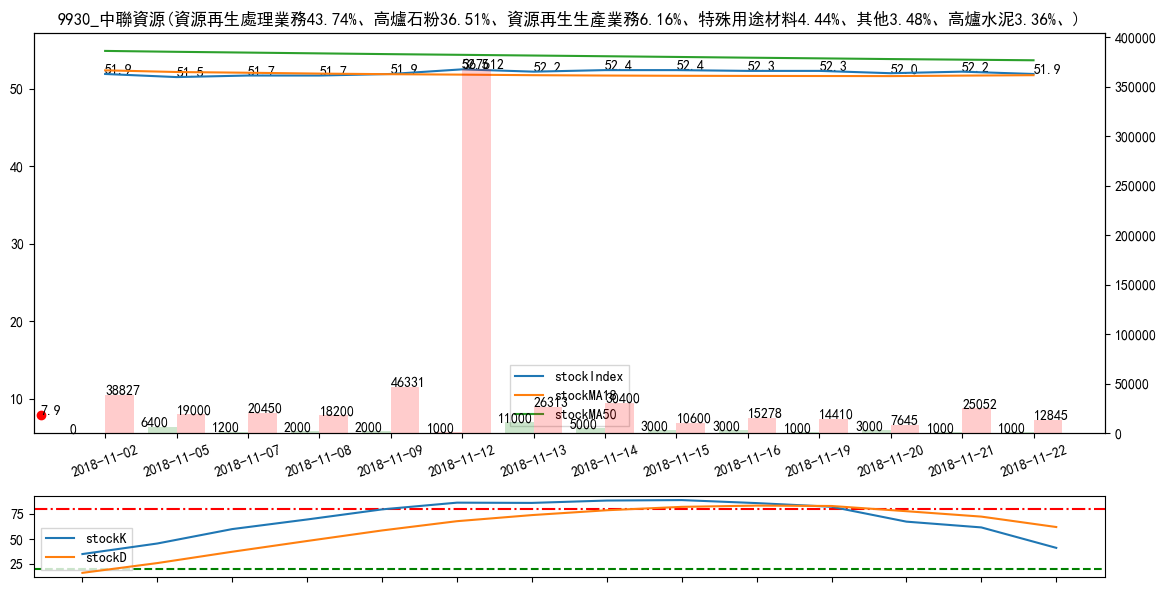 9930_中聯資源(資源再生處理業務43.74%、高爐石粉36.51%、資源再生生產業務6.16%、特殊用途材料4.44%、其他3.48%、高爐水泥3.36%、)
400000
350000
300000
250000
200000
150000
100000
50000
0
50
40
30
20
10
51.9 51.5 51.7 51.7 51.9 52.2 52.4 52.4 52.3 52.3 52.0 52.2 51.9
7.9
0 38827 6400 19000 1200 20450 2000 18200 2000 46331 1000 11000 26313 5000 30400 3000 10600 3000 15278 1000 14410 3000 7645 1000 25052 1000 12845
stockIndex
stockMA18
stockMA50
2018-11-02 2018-11-05 2018-11-07 2018-11-08 2018-11-09 2018-11-12 2018-11-13 2018-11-14 2018-11-15 2018-11-16 2018-11-19 2018-11-20 2018-11-21 2018-11-22
75
50
25
stockK
stockD